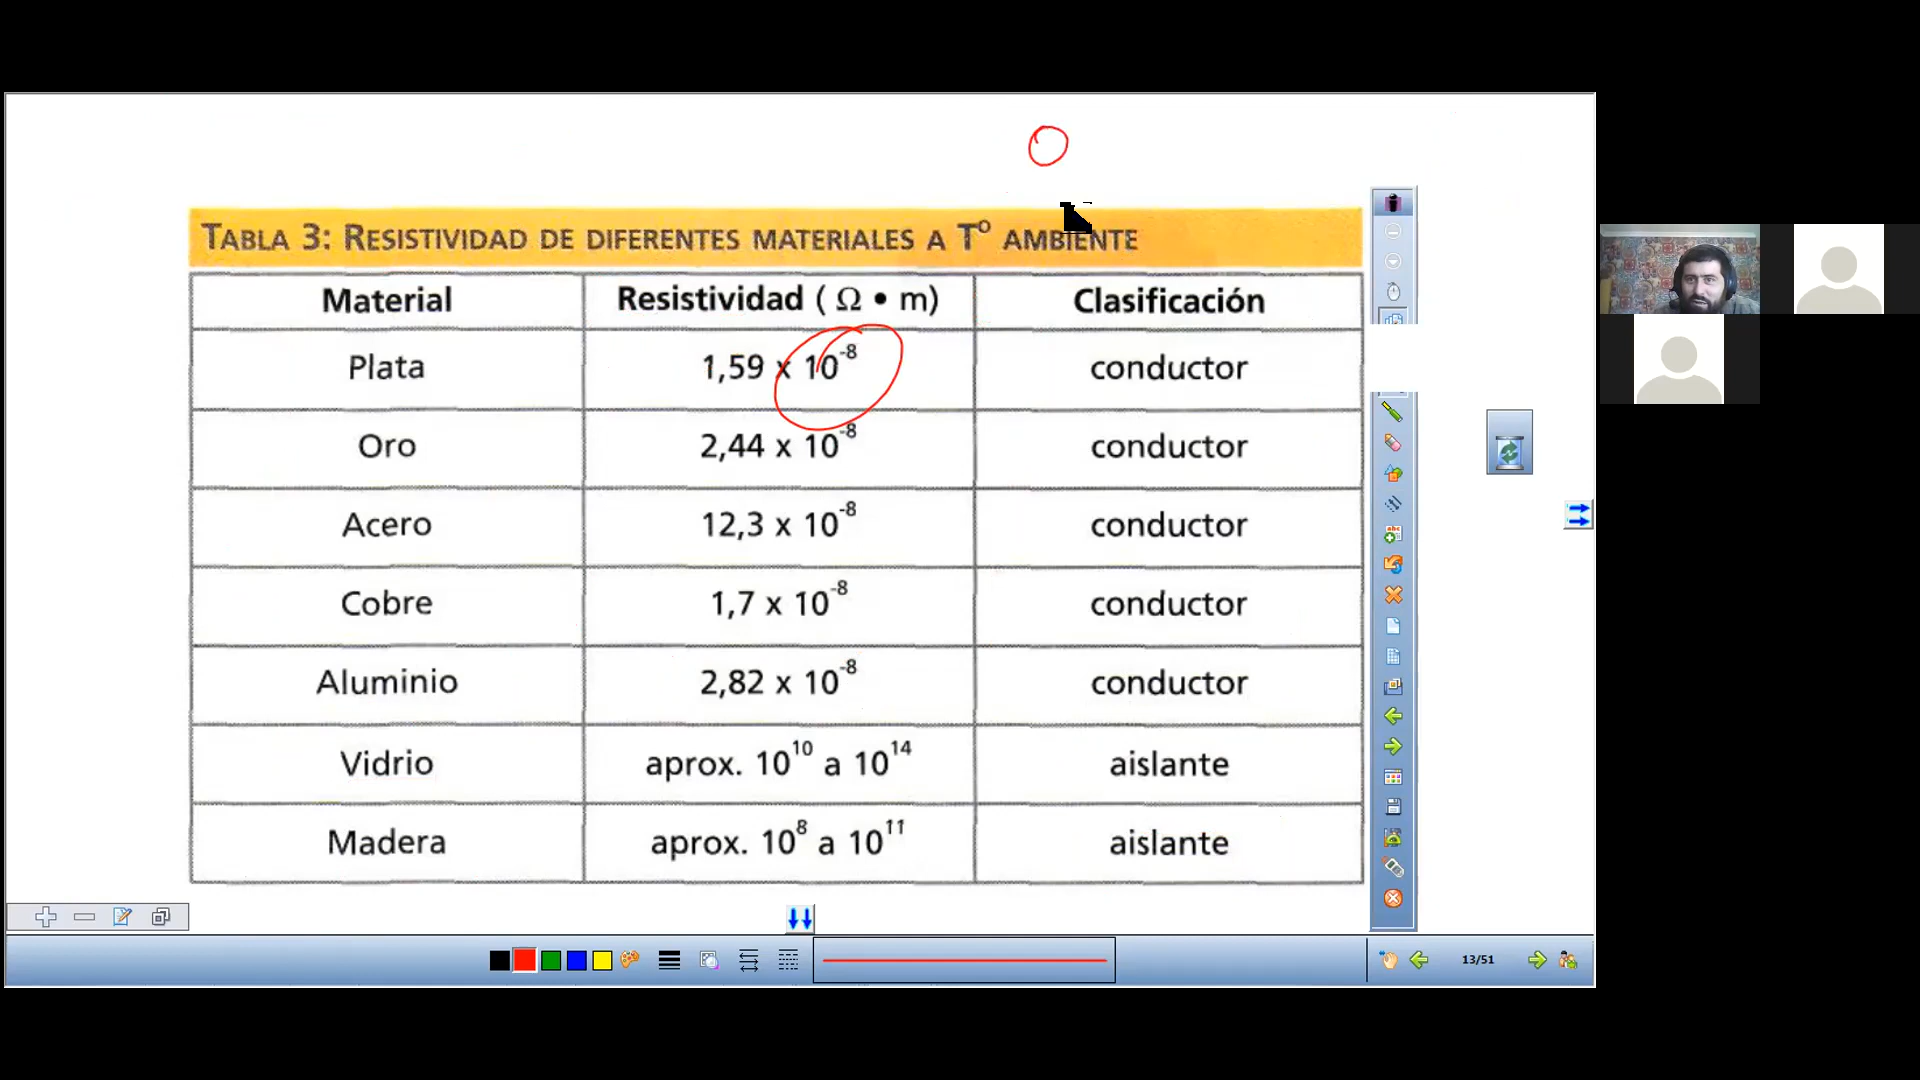 TABLA 3: RESISTIVIDAD DE DIFERENTES MATERIALES A Tº AMBIENTE
Material Resistividad ( Ω • m) Clasificación
Plata 1,59 x 10⁻⁸ conductor
Oro 2,44 x 10⁻⁸ conductor
Acero 12,3 x 10⁻⁸ conductor
Cobre 1,7 x 10⁻⁸ conductor
Aluminio 2,82 x 10⁻⁸ conductor
Vidrio aprox. 10¹⁰ a 10¹⁴ aislante
Madera aprox. 10⁸ a 10¹¹ aislante
13/51